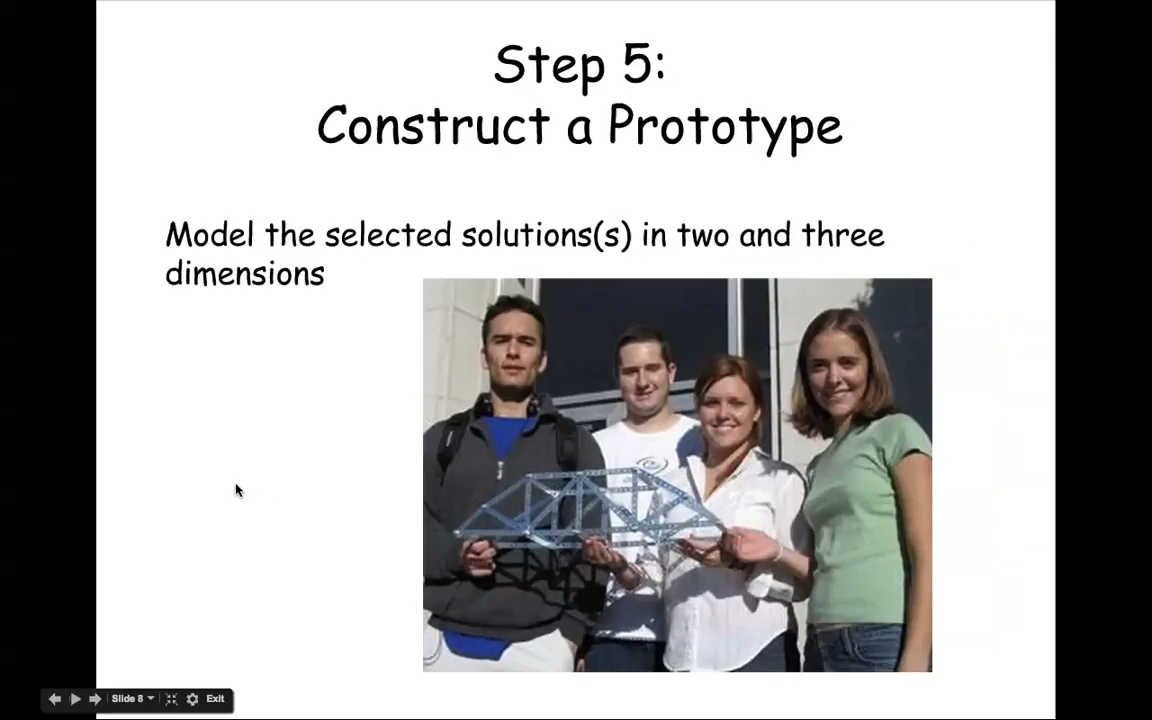 Step 5:
Construct a Prototype
Model the selected solutions(s) in two and three
dimensions
Slide 8
Exit